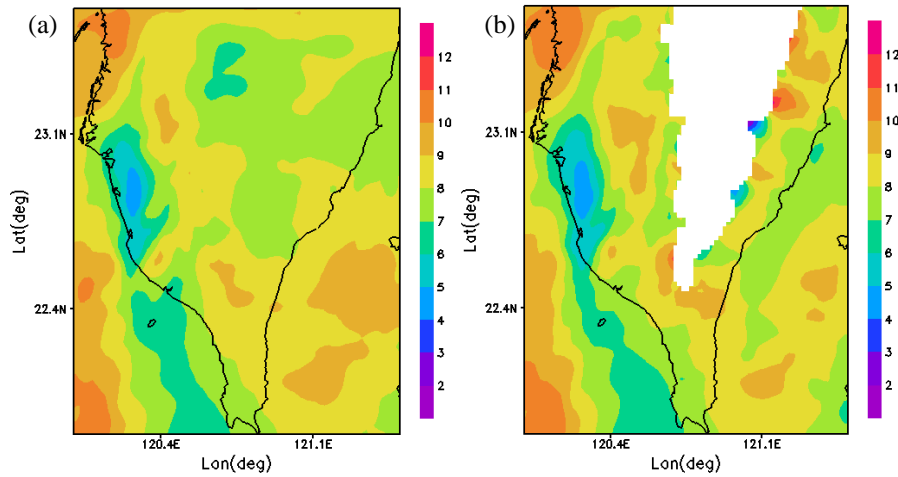 (a)
Lat(deg)
23.1N
22.4N
120.4E
121.1E
Lon(deg)
12
11
10
9
8
7
6
5
4
3
2
(b)
Lat(deg)
23.1N
22.4N
120.4E
121.1E
Lon(deg)
12
11
10
9
8
7
6
5
4
3
2